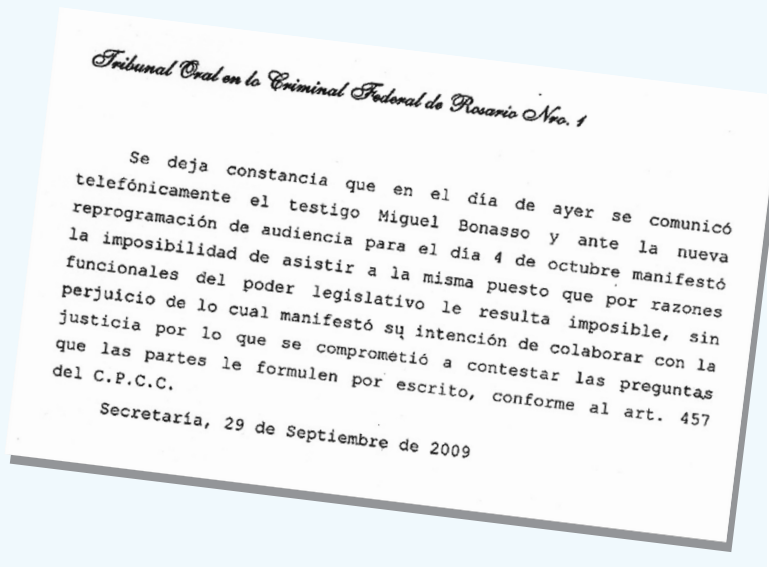 Tribunal Oral en lo Criminal Federal de Rosario Nro. 1
Se deja constancia que en el día de ayer se comunicó
telefónicamente el testigo Miguel Bonasso y ante la nueva
reprogramación de audiencia para el día 4 de octubre manifestó
la imposibilidad de asistir a la misma puesto que por razones
funcionales del poder legislativo le resulta imposible, sin
perjuicio de lo cual manifestó su intención de colaborar con la
justicia por lo que se comprometió a contestar las preguntas
que las partes le formulen por escrito, conforme al art. 457
del C.P.C.C.
Secretaría, 29 de Septiembre de 2009